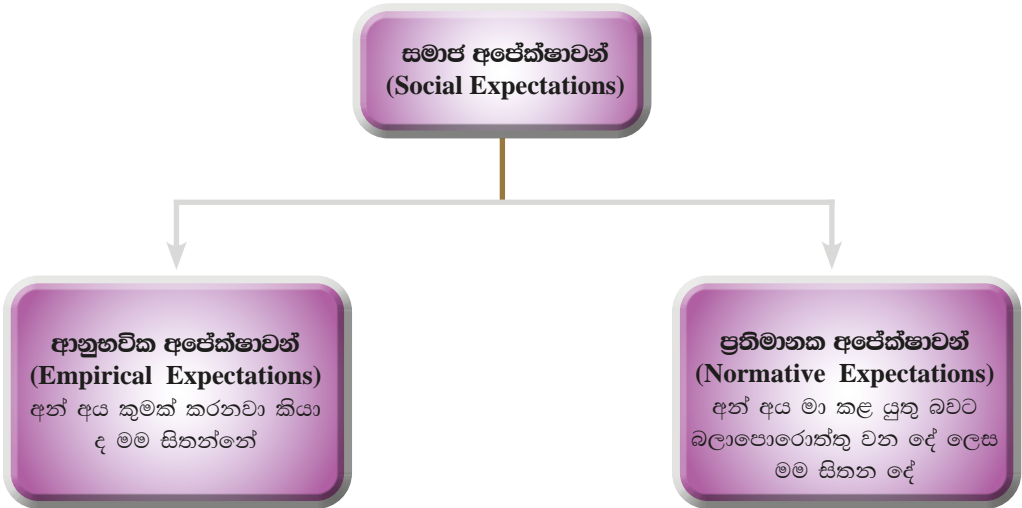 සමාජ අපේක්ෂාවන්
(Social Expectations)
ආනුභවික අපේක්ෂාවන්
(Empirical Expectations)
අන් අය කුමක් කරනවා කියා
ද මම සිතන්නේ
ප්‍රතිමානක අපේක්ෂාවන්
(Normative Expectations)
අන් අය මා කළ යුතු බවට
බලාපොරොත්තු වන දේ ලෙස
මම සිතන දේ